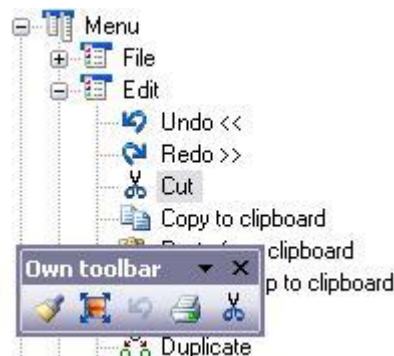 Menu
File
Edit
Undo <<
Redo >>
Cut
Copy to clipboard
clipboard
Own toolbar
p to clipboard
Duplicate